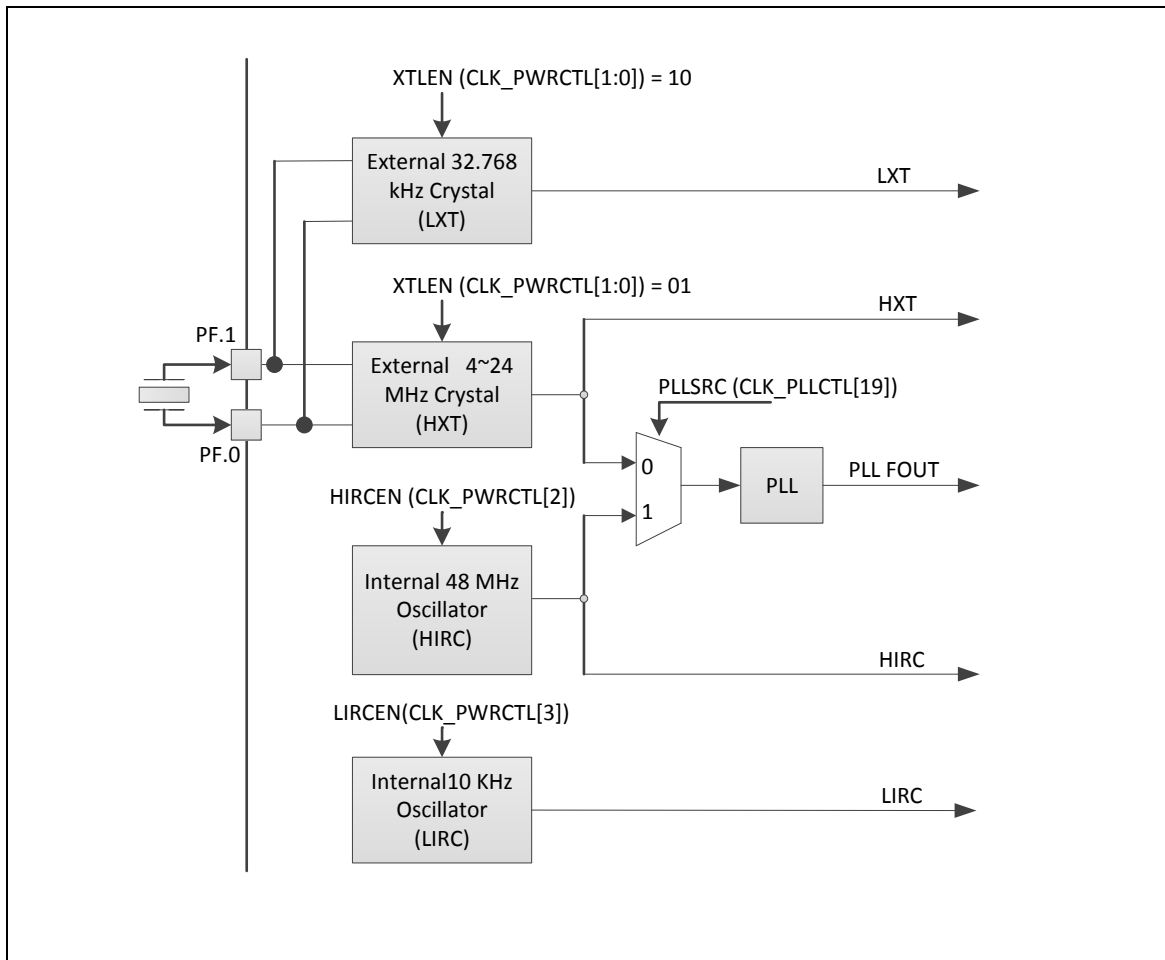 XTLEN (CLK_PWRCTL[1:0]) = 10
External 32.768
kHz Crystal
(LXT)
LXT
XTLEN (CLK_PWRCTL[1:0]) = 01
HXT
PF.1
External 4~24
MHz Crystal
(HXT)
PLLSRC (CLK_PLLCTL[19])
PF.0
0
1
PLL
PLL FOUT
HIRCEN (CLK_PWRCTL[2])
Internal 48 MHz
Oscillator
(HIRC)
HIRC
LIRCEN(CLK_PWRCTL[3])
Internal10 KHz
Oscillator
(LIRC)
LIRC